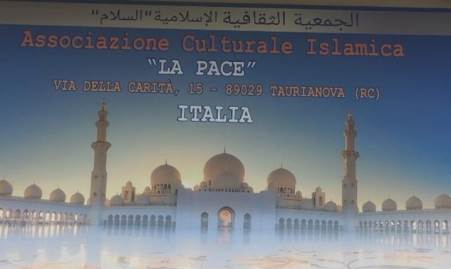 الجمعية الثقافية الإسلامية "السلام"
Associazione Culturale Islamica
"LA PACE"
VIA DELLA CARITÀ, 15 - 89029 TAURIANOVA (RC)
ITALIA